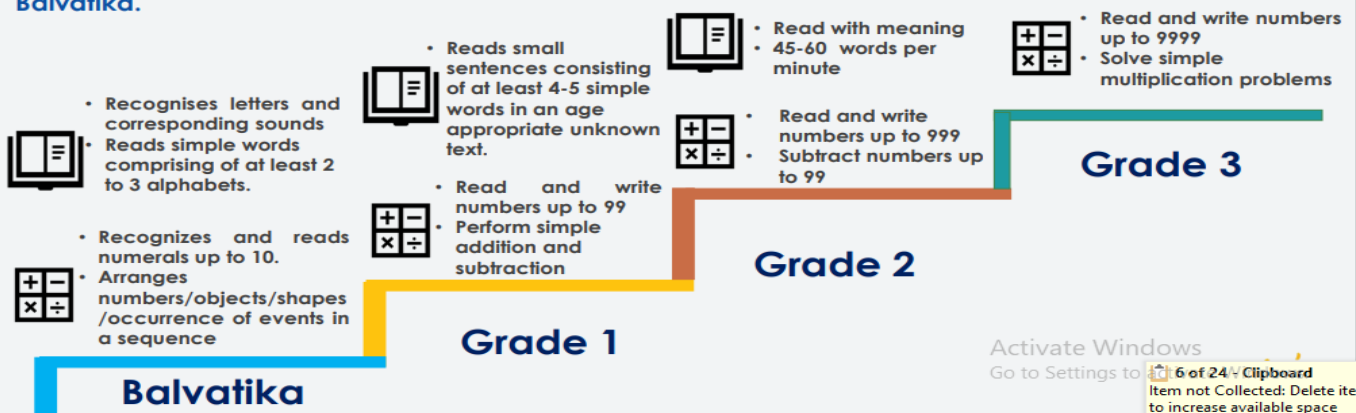 Balvatika.
• Recognises letters and
corresponding sounds
• Reads simple words
comprising of at least 2
to 3 alphabets.
• Recognizes and reads
numerals up to 10.
• Arranges
numbers/objects/shapes
/occurrence of events in
a sequence
Balvatika
• Reads small
sentences consisting
of at least 4-5 simple
words in an age
appropriate unknown
text.
• Read and write
numbers up to 99
• Perform simple
addition and
subtraction
Grade 1
• Read with meaning
• 45-60 words per
minute
• Read and write
numbers up to 999
• Subtract numbers up
to 99
Grade 2
• Read and write numbers
up to 9999
• Solve simple
multiplication problems
Grade 3
Activate Windows
Go to Settings to
6 of 24 - Clipboard
Item not Collected: Delete ite
to increase available space